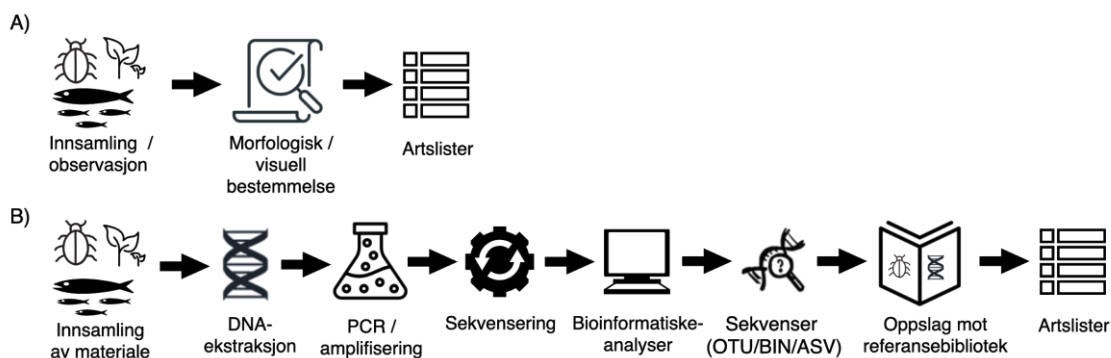 A)
Innsamling /
observasjon
Morfologisk /
visuell
bestemmelse
Artslister
B)
Innsamling
av materiale
DNA-
ekstraksjon
PCR /
amplifisering
Sekvensering
Bioinformatiske-
analyser
?
Sekvenser
(OTU/BIN/ASV)
Oppslag mot
referansebibliotek
Artslister